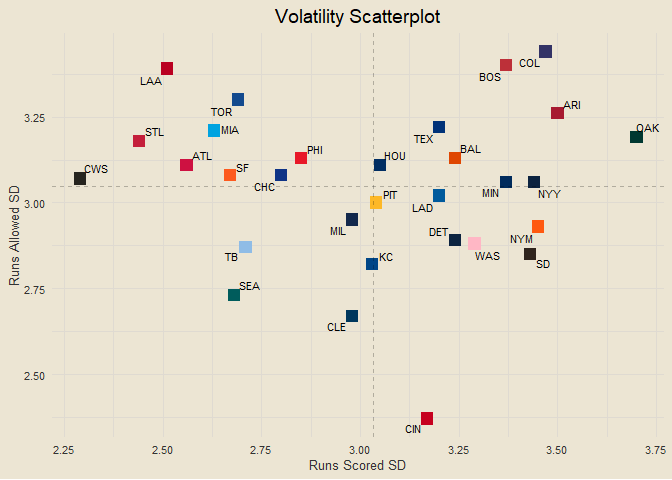 Volatility Scatterplot
COL
BOS
LAA
TOR
ARI
3.25
MIA
STL
TEX
OAK
ATL
PHI
HOU
BAL
CWS
SF
CHC
MIN
NYY
3.00
PIT
LAD
MIL
DET
NYM
TB
KC
WAS
SD
2.75
SEA
CLE
2.50
CIN
Runs Allowed SD
2.25
2.50
2.75
3.00
3.25
3.50
3.75
Runs Scored SD